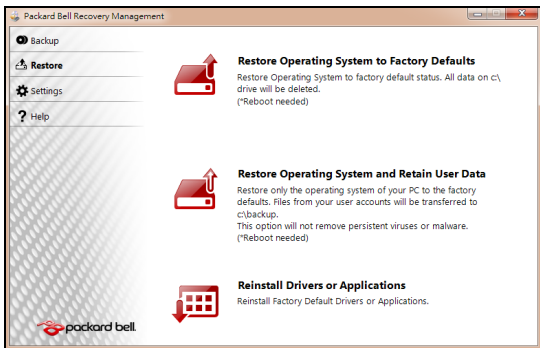 Packard Bell Recovery Management
Backup
Restore
Settings
? Help
Restore Operating System to Factory Defaults
Restore Operating System to factory default status. All data on c:\
drive will be deleted.
(*Reboot needed)
Restore Operating System and Retain User Data
Restore only the operating system of your PC to the factory
defaults. Files from your user accounts will be transferred to
c:\backup.
This option will not remove persistent viruses or malware.
(*Reboot needed)
Reinstall Drivers or Applications
Reinstall Factory Default Drivers or Applications.
packard bell.